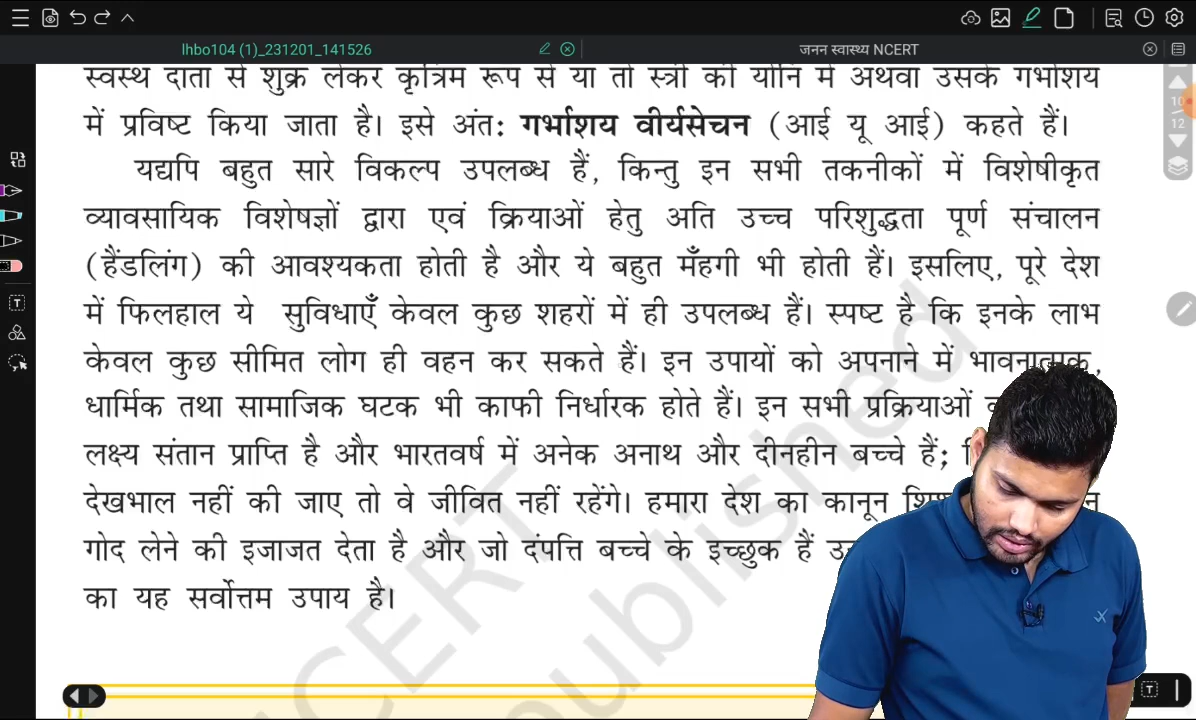 lhbo104 (1)_231201_141526
जनन स्वास्थ्य NCERT
स्वस्थ दाता से शुक्र लेकर कृत्रिम रूप से या तो स्त्री की योनि में अथवा उसके गर्भाशय
में प्रविष्ट किया जाता है। इसे अंत: गर्भाशय वीर्यसेचन (आई यू आई) कहते हैं।
यद्यपि बहुत सारे विकल्प उपलब्ध हैं, किन्तु इन सभी तकनीकों में विशेषीकृत
व्यावसायिक विशेषज्ञों द्वारा एवं क्रियाओं हेतु अति उच्च परिशुद्धता पूर्ण संचालन
(हैंडलिंग) की आवश्यकता होती है और ये बहुत मँहगी भी होती हैं। इसलिए, पूरे देश
में फिलहाल ये सुविधाएँ केवल कुछ शहरों में ही उपलब्ध हैं। स्पष्ट है कि इनके लाभ
केवल कुछ सीमित लोग ही वहन कर सकते हैं। इन उपायों को अपनाने में भावनात्मक,
धार्मिक तथा सामाजिक घटक भी काफी निर्धारक होते हैं। इन सभी प्रक्रियाओं
लक्ष्य संतान प्राप्ति है और भारतवर्ष में अनेक अनाथ और दीनहीन बच्चे हैं;
देखभाल नहीं की जाए तो वे जीवित नहीं रहेंगे। हमारा देश का कानून
गोद लेने की इजाजत देता है और जो दंपत्ति बच्चे के इच्छुक हैं
का यह सर्वोत्तम उपाय है।
10
12
NCERT
published